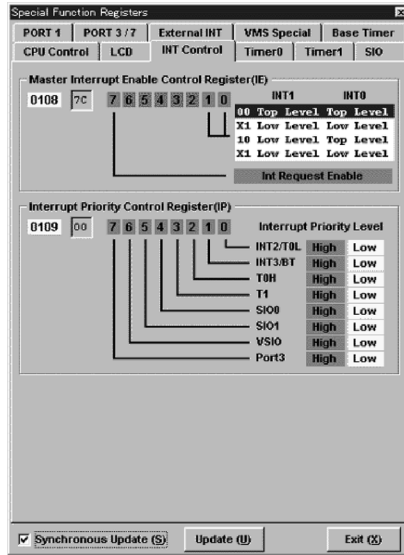 Special Function Registers
PORT 1 PORT 3 / 7 External INT VMS Special Base Timer
CPU Control LCD INT Control Timer0 Timer1 SIO
Master Interrupt Enable Control Register(IE)
0108 7C 7 6 5 4 3 2 1 0 INT1 INT0
00 Top Level Top Level
X1 Low Level Low Level
10 Low Level Top Level
X1 Low Level Low Level
Int Request Enable
Interrupt Priority Control Register(IP)
0109 00 7 6 5 4 3 2 1 0 Interrupt Priority Level
INT2/T0L High Low
INT3/BT High Low
T0H High Low
T1 High Low
SIO0 High Low
SIO1 High Low
VSIO High Low
Port3 High Low
Synchronous Update (S) Update (U) Exit (X)